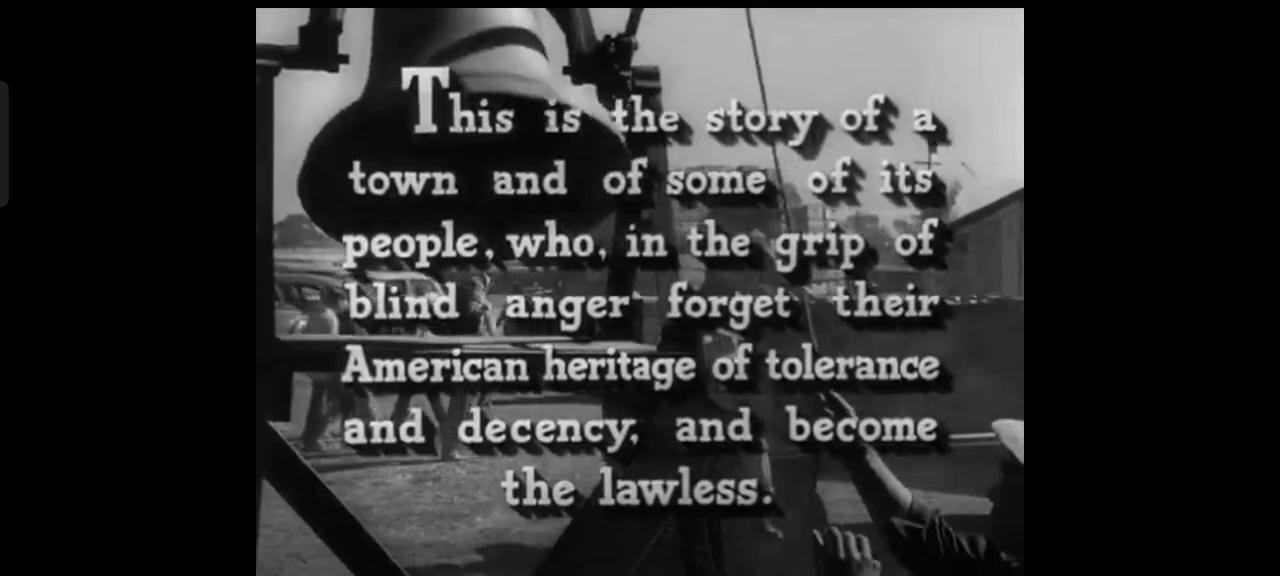 This is the story of a
town and of some of its
people, who, in the grip of
blind anger forget their
American heritage of tolerance
and decency, and become
the lawless.